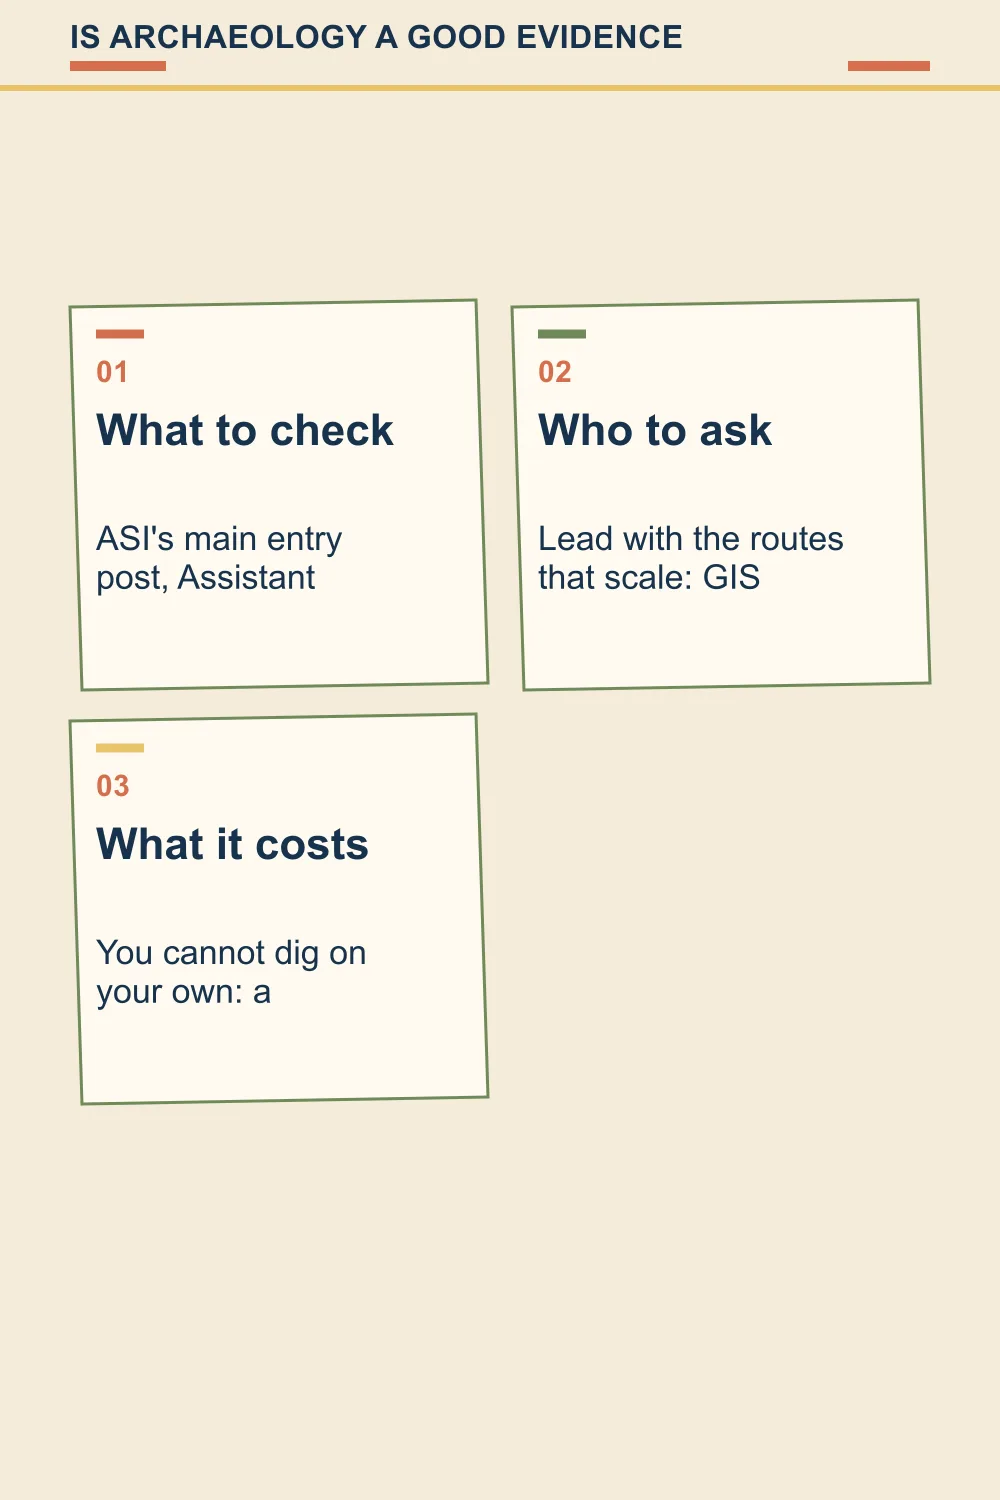 IS ARCHAEOLOGY A GOOD EVIDENCE
01
What to check
ASI's main entry
post, Assistant
02
Who to ask
Lead with the routes
that scale: GIS
03
What it costs
You cannot dig on
your own: a